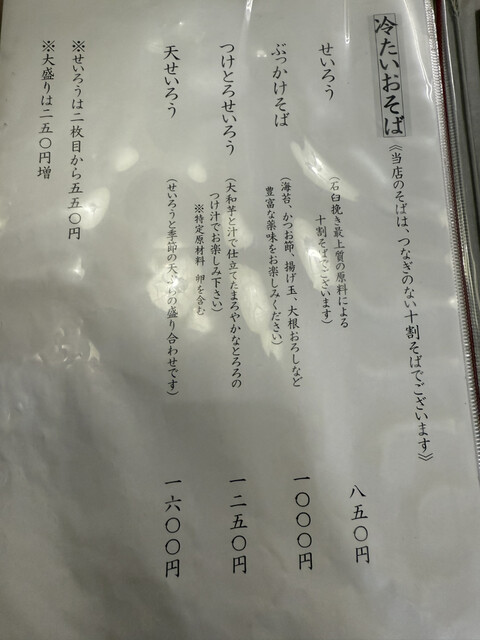 冷たいおそば《当店のそばは、つなぎのない十割そばでございます》
せいろう
(石臼挽き最上質の原料による
十割そばでございます)
八五〇円
ぶっかけそば
(海苔、かつお節、揚げ玉、大根おろしなど
豊富な薬味をお楽しみください)
一〇〇〇円
つけとろせいろう
(大和芋と汁で仕立てたまろやかなとろろの
つけ汁でお楽しみ下さい)
※特定原材料 卵を含む
一二五〇円
天せいろう
(せいろうと季節の天ぷらの盛り合わせです)
一六〇〇円
※せいろうは二枚目から五五〇円
※大盛りは二五〇円増